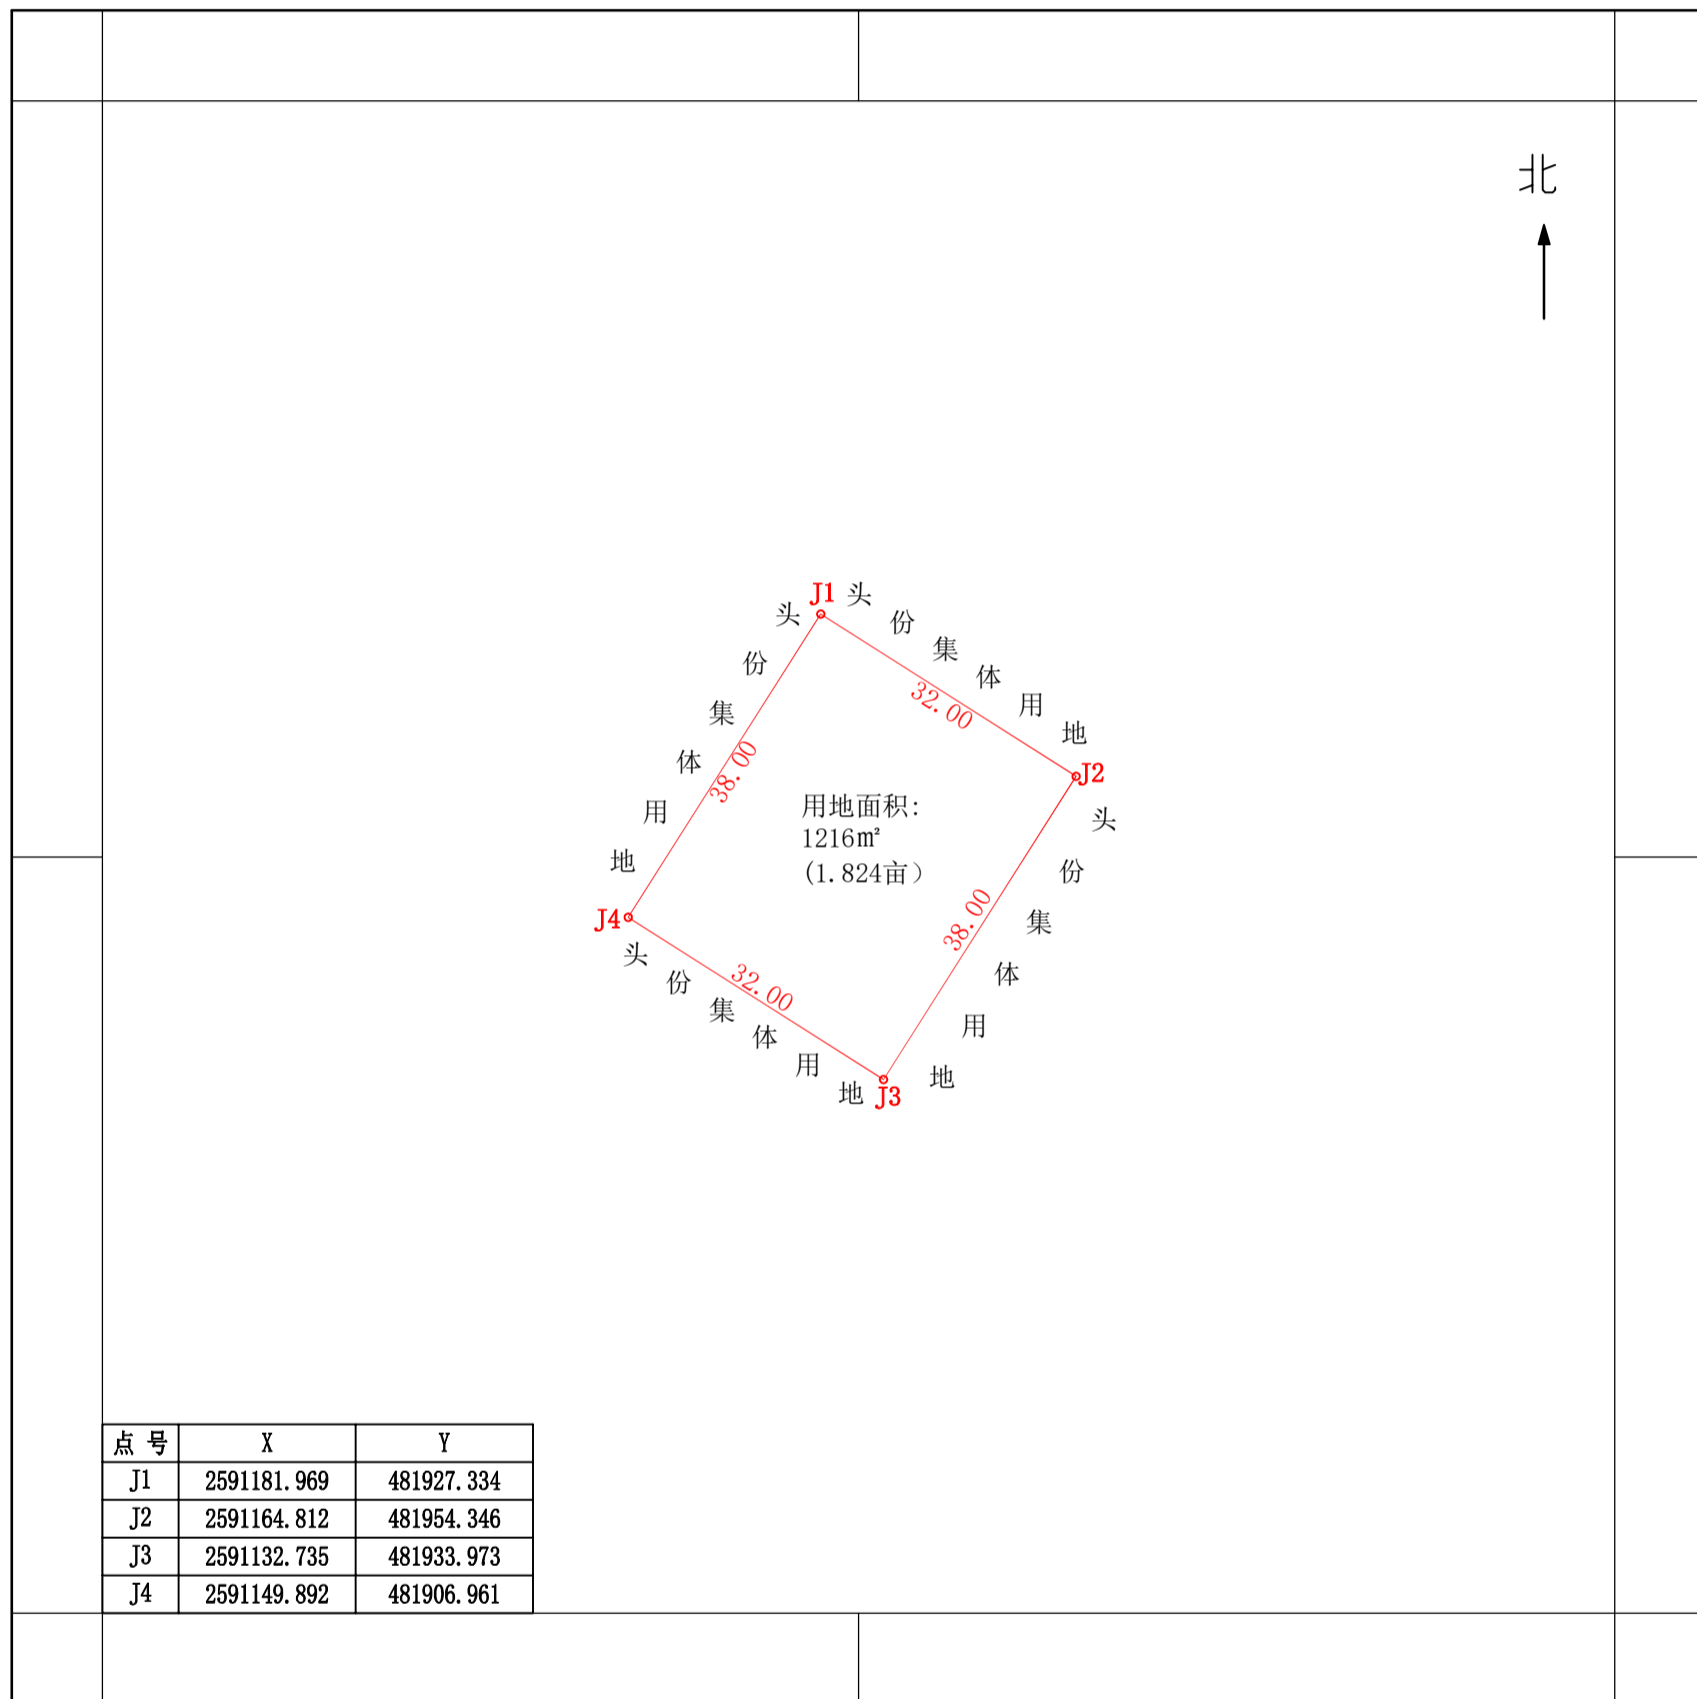 北
J1
头份集体用地
头份集体用地
32.00
38.00
J2
用地面积:
1216㎡
(1.824亩）
头份集体用地
38.00
J4
头份集体用地
32.00
J3
点号 X Y
J1 2591181.969 481927.334
J2 2591164.812 481954.346
J3 2591132.735 481933.973
J4 2591149.892 481906.961